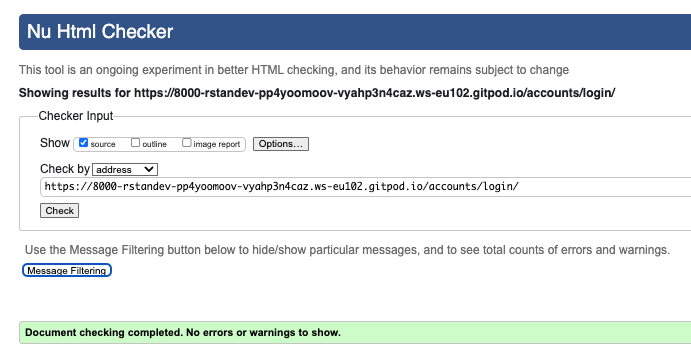 Nu Html Checker
This tool is an ongoing experiment in better HTML checking, and its behavior remains subject to change
Showing results for https://8000-rstandev-pp4yoomoov-vyahp3n4caz.ws-eu102.gitpod.io/accounts/login/
Checker Input
Show source outline image report Options...
Check by address
https://8000-rstandev-pp4yoomoov-vyahp3n4caz.ws-eu102.gitpod.io/accounts/login/
Check
Use the Message Filtering button below to hide/show particular messages, and to see total counts of errors and warnings.
Message Filtering
Document checking completed. No errors or warnings to show.